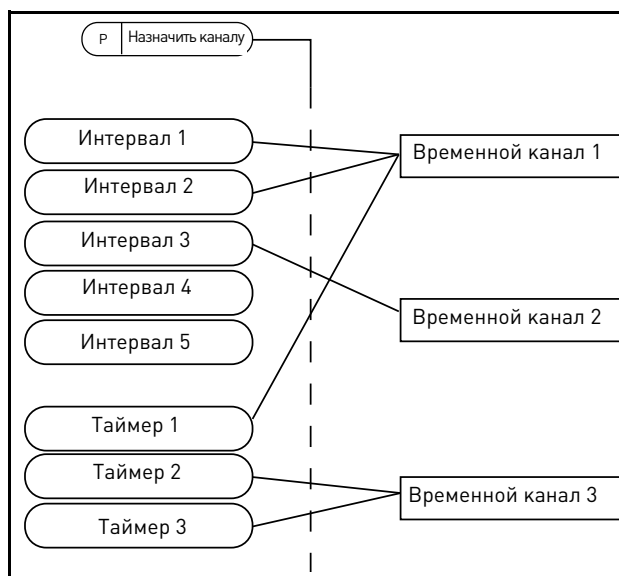 P Назначить каналу
Интервал 1
Интервал 2
Интервал 3
Интервал 4
Интервал 5
Таймер 1
Таймер 2
Таймер 3
Временной канал 1
Временной канал 2
Временной канал 3